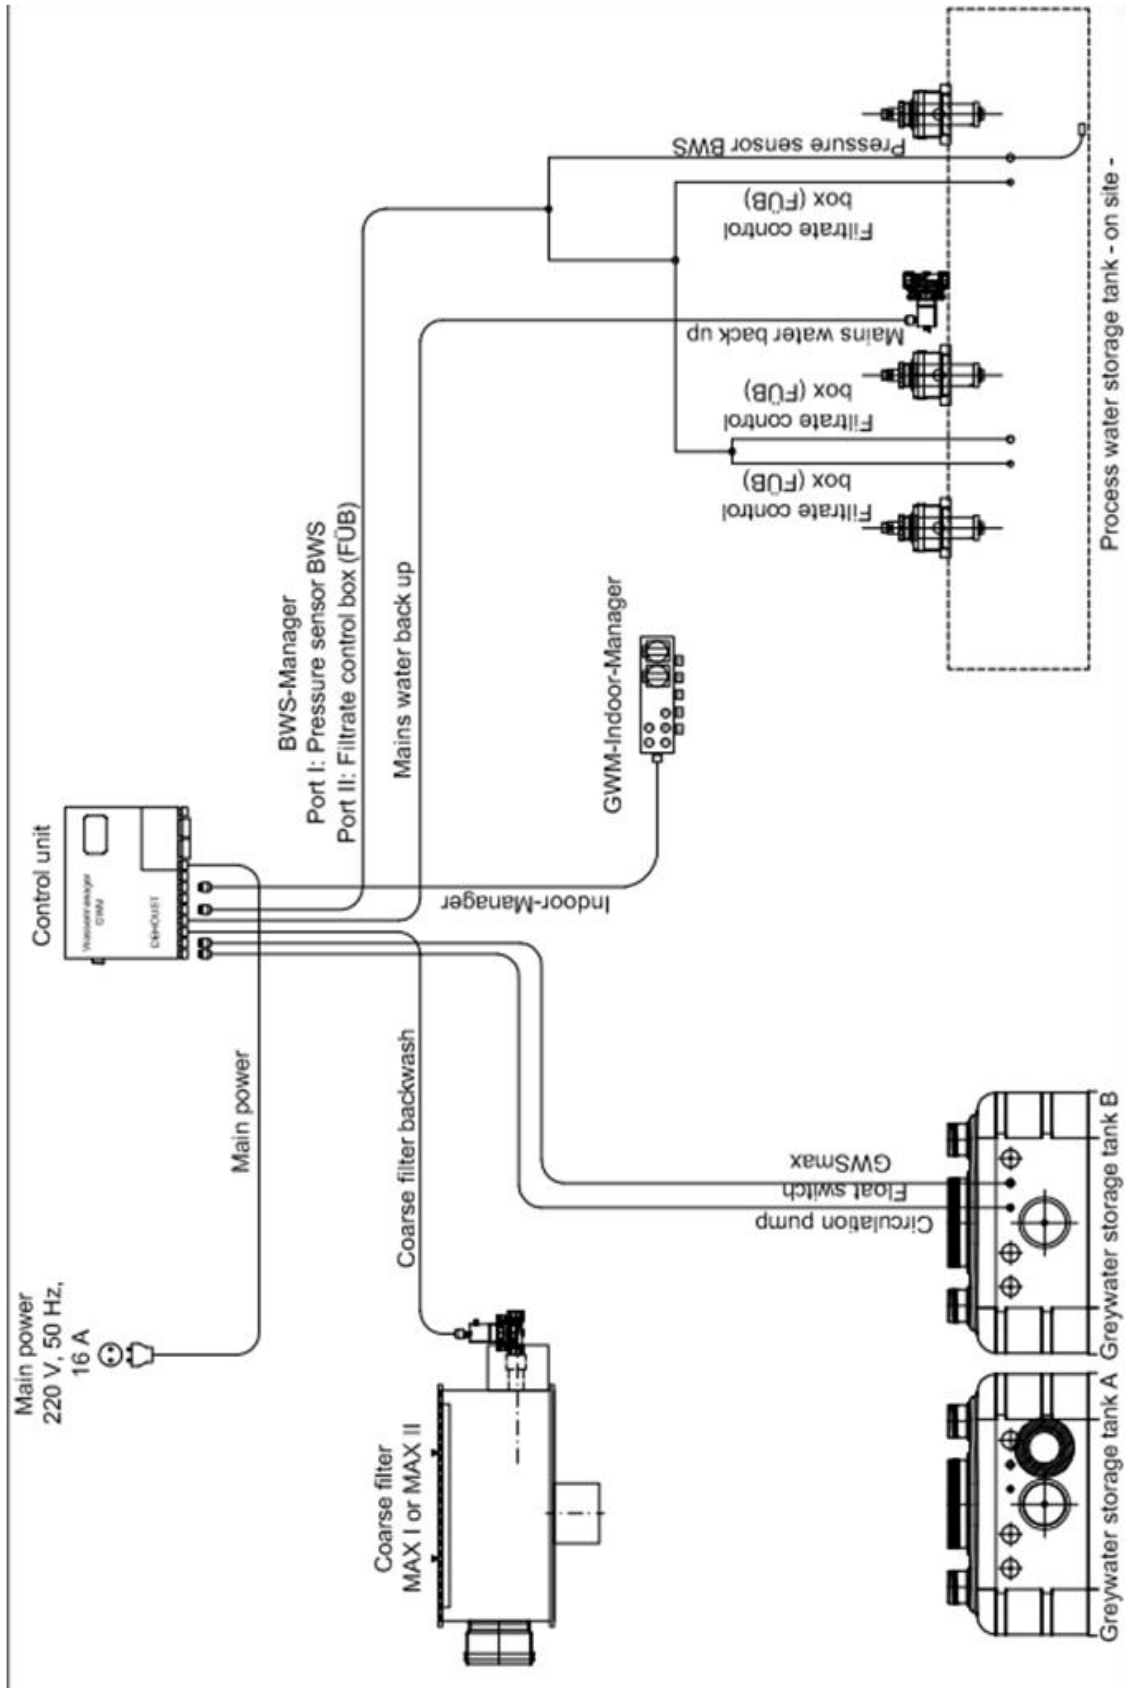 Main power
220 V, 50 Hz,
16 A
Main power
Control unit
Wassermanager
GWM
DEHOUST
Coarse filter
MAX I or MAX II
Coarse filter backwash
BWS-Manager
Port I: Pressure sensor BWS
Port II: Filtrate control box (FÜB)
Mains water back up
Indoor-Manager
GWM-Indoor-Manager
Circulation pump
Float switch
GWSmax
Filtrate control
box (FÜB)
Filtrate control
box (FÜB)
Mains water back up
Filtrate control
box (FÜB)
Pressure sensor BWS
Greywater storage tank A
Greywater storage tank B
Process water storage tank - on site -